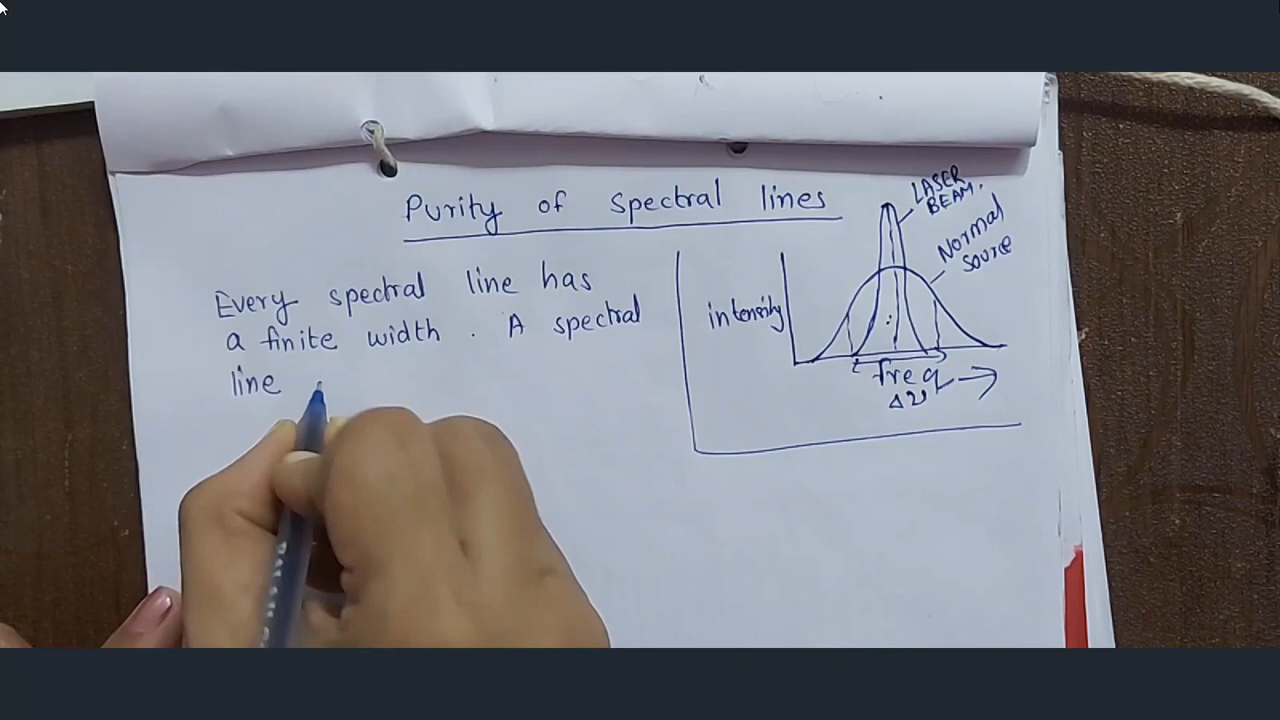 Purity of spectral lines
Every spectral line has
a finite width. A spectral
line
LASER
BEAM.
Normal
source
intensity
freq →
Δν